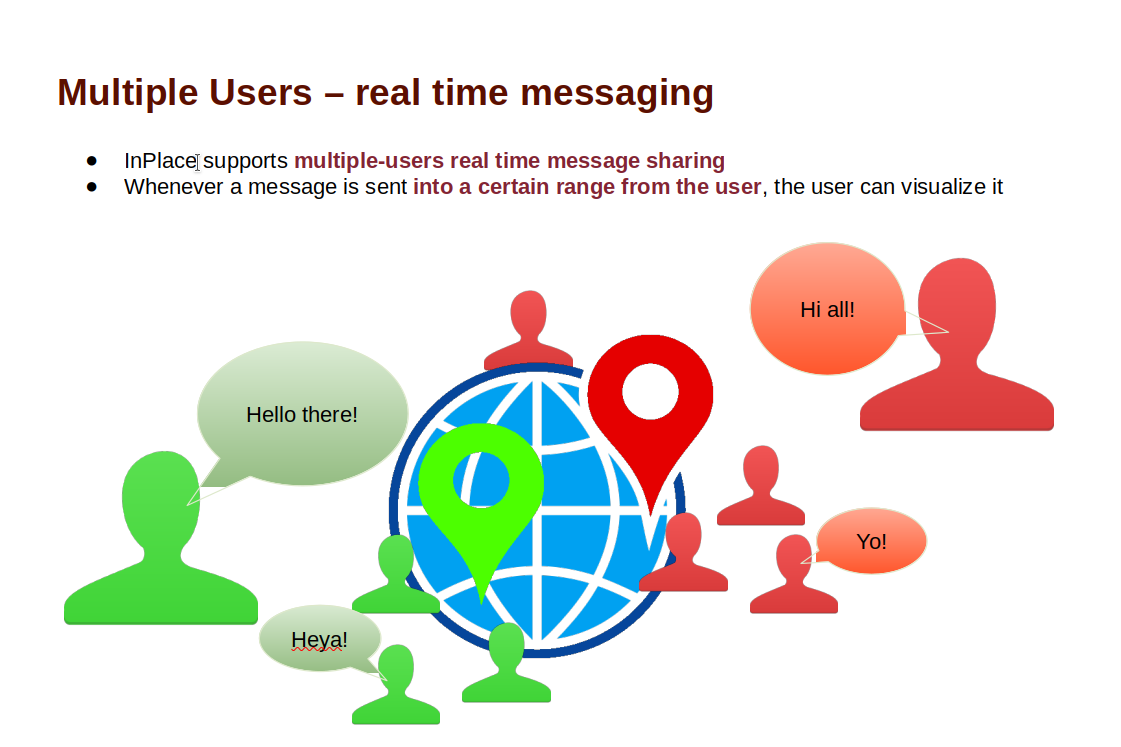 Multiple Users – real time messaging
● InPlace supports multiple-users real time message sharing
● Whenever a message is sent into a certain range from the user, the user can visualize it
Hi all!
Hello there!
Yo!
Heya!